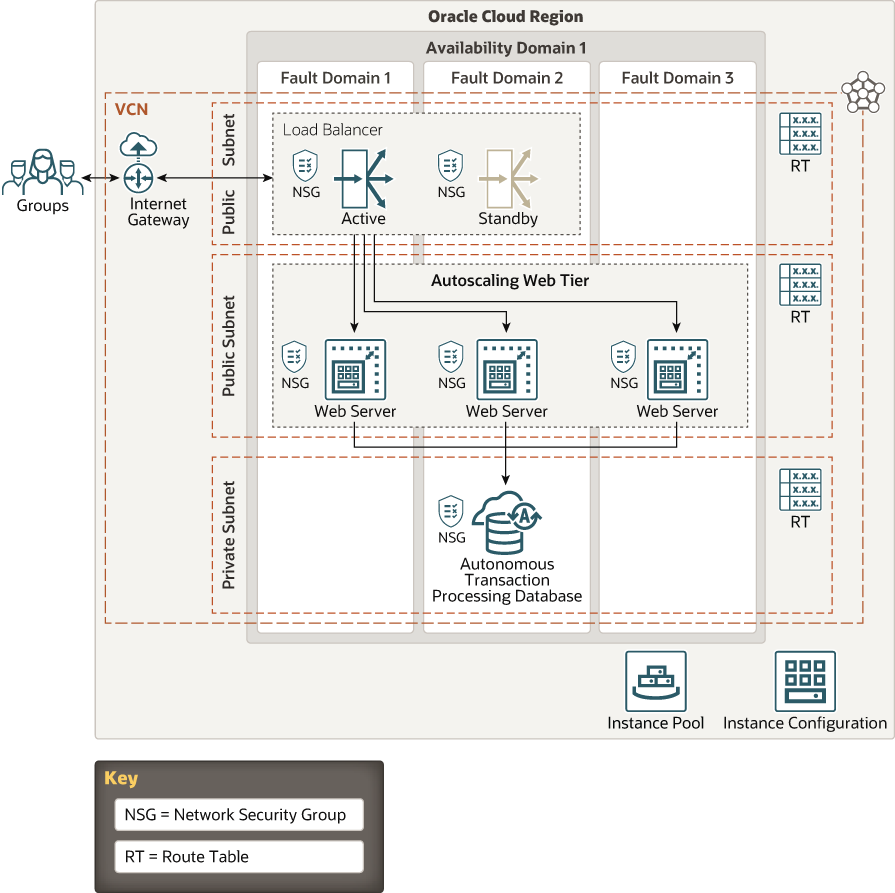 Oracle Cloud Region
Availability Domain 1
Fault Domain 1
Fault Domain 2
Fault Domain 3
VCN
Public Subnet
Load Balancer
NSG
Active
NSG
Standby
x.x.x.
x.x.x.
x.x.x.
RT
Groups
Internet
Gateway
Public Subnet
Autoscaling Web Tier
NSG
Web Server
NSG
Web Server
NSG
Web Server
x.x.x.
x.x.x.
x.x.x.
RT
Private Subnet
NSG
A
Autonomous
Transaction
Processing Database
x.x.x.
x.x.x.
x.x.x.
RT
Instance Pool
Instance Configuration
Key
NSG = Network Security Group
RT = Route Table